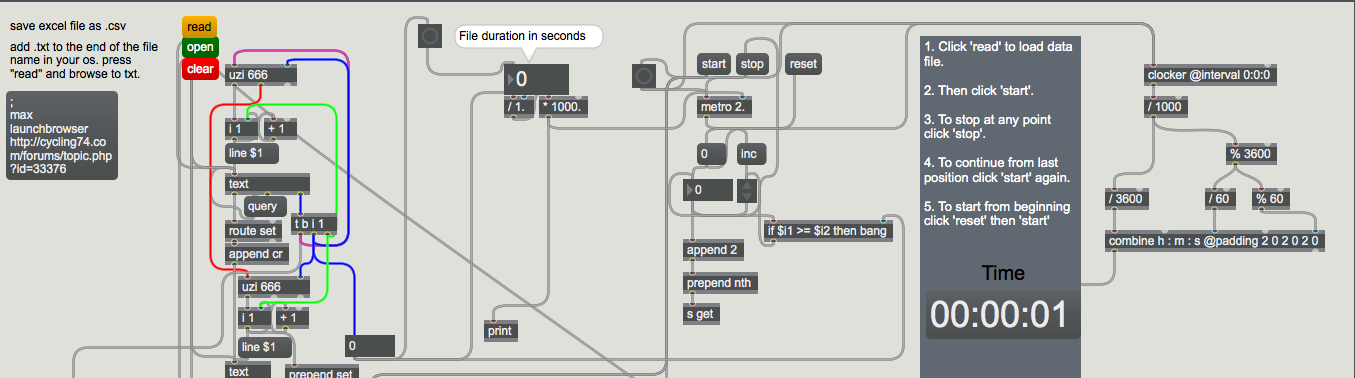 save excel file as .csv
add .txt to the end of the file
name in your os. press
"read" and browse to txt.
;
max
launchbrowser
http://cycling74.co
m/forums/topic.php
?id=33376
read
open
clear
uzi 666
i 1
+ 1
line $1
text
query
route set
t b i 1
append cr
uzi 666
i 1
+ 1
line $1
text
prepend set
0
File duration in seconds
0
/ 1.
* 1000.
print
start
stop
reset
metro 2.
0
inc
0
if $i1 >= $i2 then bang
append 2
prepend nth
s get
1. Click 'read' to load data
file.
2. Then click 'start'.
3. To stop at any point
click 'stop'.
4. To continue from last
position click 'start' again.
5. To start from beginning
click 'reset' then 'start'
Time
00:00:01
clocker @interval 0:0:0
/ 1000
% 3600
/ 3600
/ 60
% 60
combine h : m : s @padding 2 0 2 0 2 0